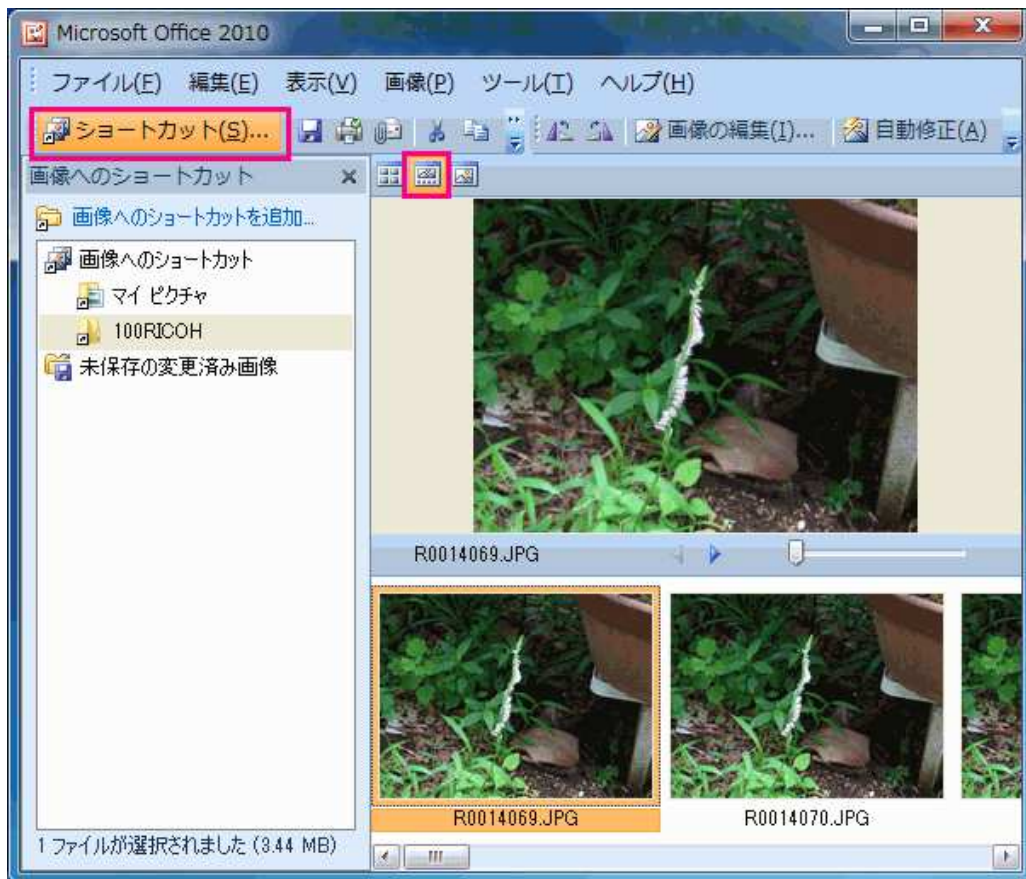 Microsoft Office 2010
ファイル(F) 編集(E) 表示(V) 画像(P) ツール(T) ヘルプ(H)
ショートカット(S)... 画像の編集(I)... 自動修正(A)
画像へのショートカット
画像へのショートカットを追加...
画像へのショートカット
マイ ピクチャ
100RICOH
未保存の変更済み画像
R0014069.JPG
R0014069.JPG R0014070.JPG
1 ファイルが選択されました (3.44 MB)